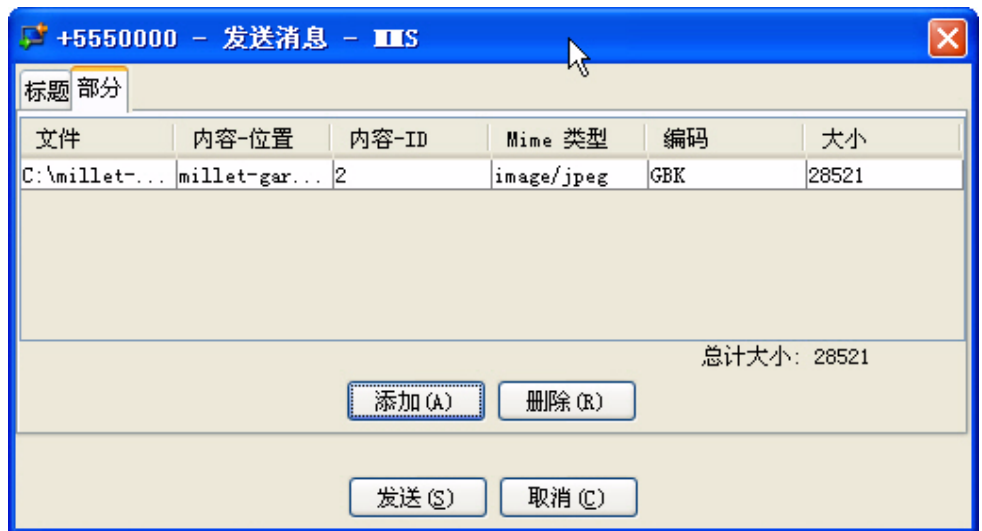 +5550000 - 发送消息 - MMS
标题 部分
文件 内容-位置 内容-ID Mime 类型 编码 大小
C:\millet-... millet-gar... 2 image/jpeg GBK 28521
总计大小: 28521
添加(A) 删除(R)
发送(S) 取消(C)